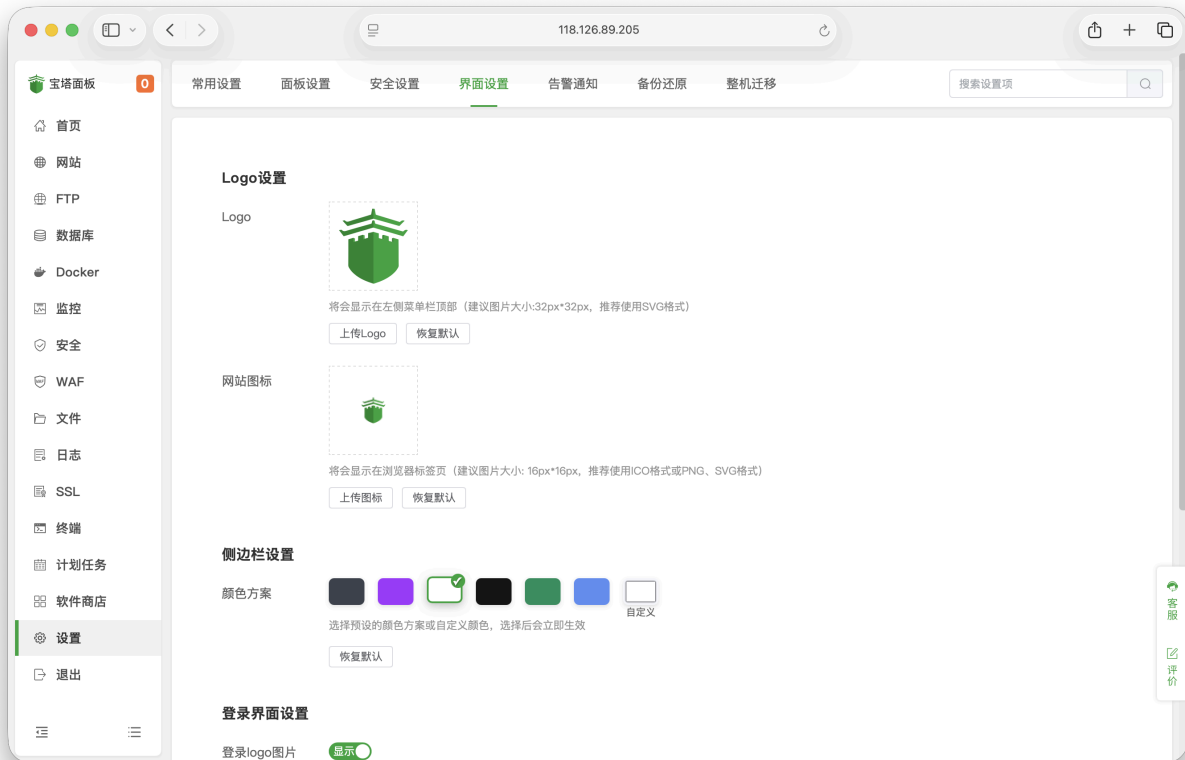 118.126.89.205
宝塔面板
0
首页
网站
FTP
数据库
Docker
监控
安全
WAF
文件
日志
SSL
终端
计划任务
软件商店
设置
退出
常用设置 面板设置 安全设置 界面设置 告警通知 备份还原 整机迁移
搜索设置项
Logo设置
Logo
将会显示在左侧菜单栏顶部（建议图片大小:32px*32px，推荐使用SVG格式）
上传Logo 恢复默认
网站图标
将会显示在浏览器标签页（建议图片大小: 16px*16px，推荐使用ICO格式或PNG、SVG格式）
上传图标 恢复默认
侧边栏设置
颜色方案
自定义
选择预设的颜色方案或自定义颜色，选择后会立即生效
恢复默认
登录界面设置
登录logo图片 显示
客服
评价